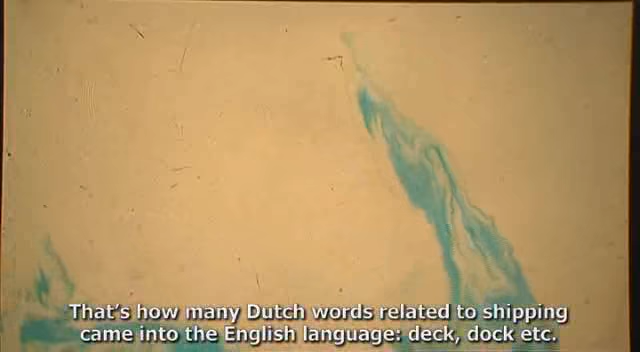 That's how many Dutch words related to shipping
came into the English language: deck, dock etc.